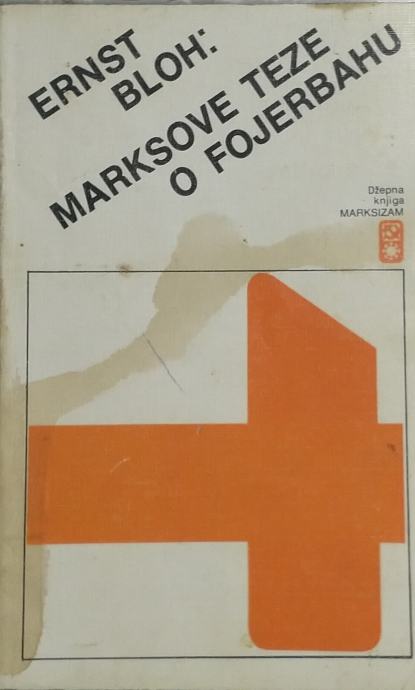 ERNST
BLOH:
MARKSOVE TEZE
O FOJERBAHU
Džepna
knjiga
MARKSIZAM